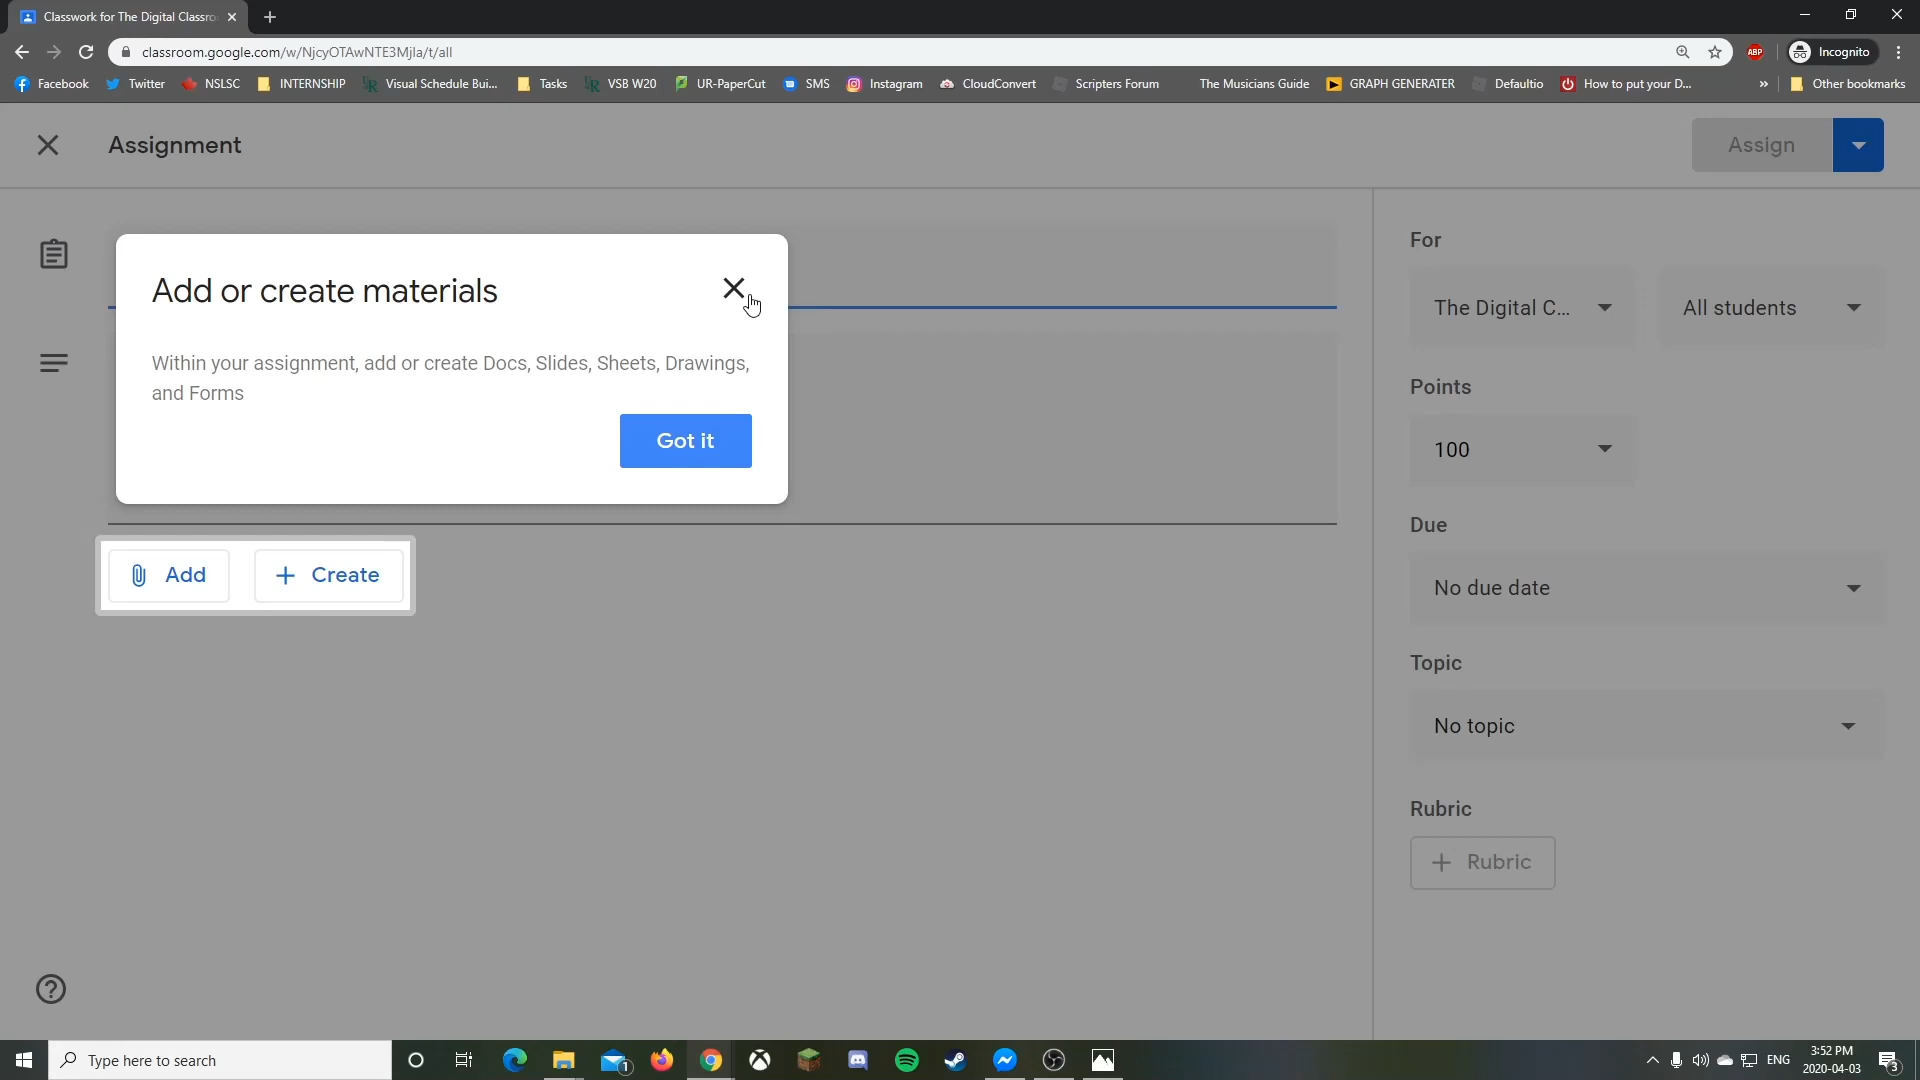 Classwork for The Digital Classro
classroom.google.com/w/NjcyOTAwNTE3Mjla/t/all
ABP
Incognito
Facebook
Twitter
NSLSC
INTERNSHIP
Visual Schedule Bui...
Tasks
VSB W20
UR-PaperCut
SMS
Instagram
CloudConvert
Scripters Forum
The Musicians Guide
GRAPH GENERATER
Defaultio
How to put your D...
»
Other bookmarks
Assignment
Assign
Add or create materials
Within your assignment, add or create Docs, Slides, Sheets, Drawings,
and Forms
Got it
Add
Create
For
The Digital C...
All students
Points
100
Due
No due date
Topic
No topic
Rubric
Rubric
Type here to search
1
ENG
3:52 PM
2020-04-03
3